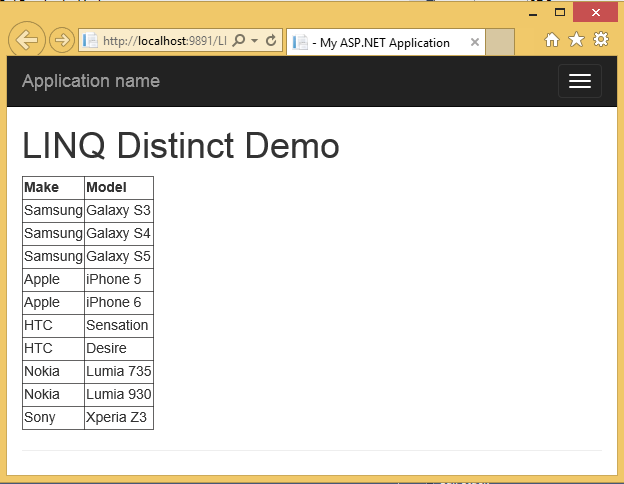 http://localhost:9891/LI
- My ASP.NET Application
Application name
LINQ Distinct Demo
Make Model
Samsung Galaxy S3
Samsung Galaxy S4
Samsung Galaxy S5
Apple iPhone 5
Apple iPhone 6
HTC Sensation
HTC Desire
Nokia Lumia 735
Nokia Lumia 930
Sony Xperia Z3